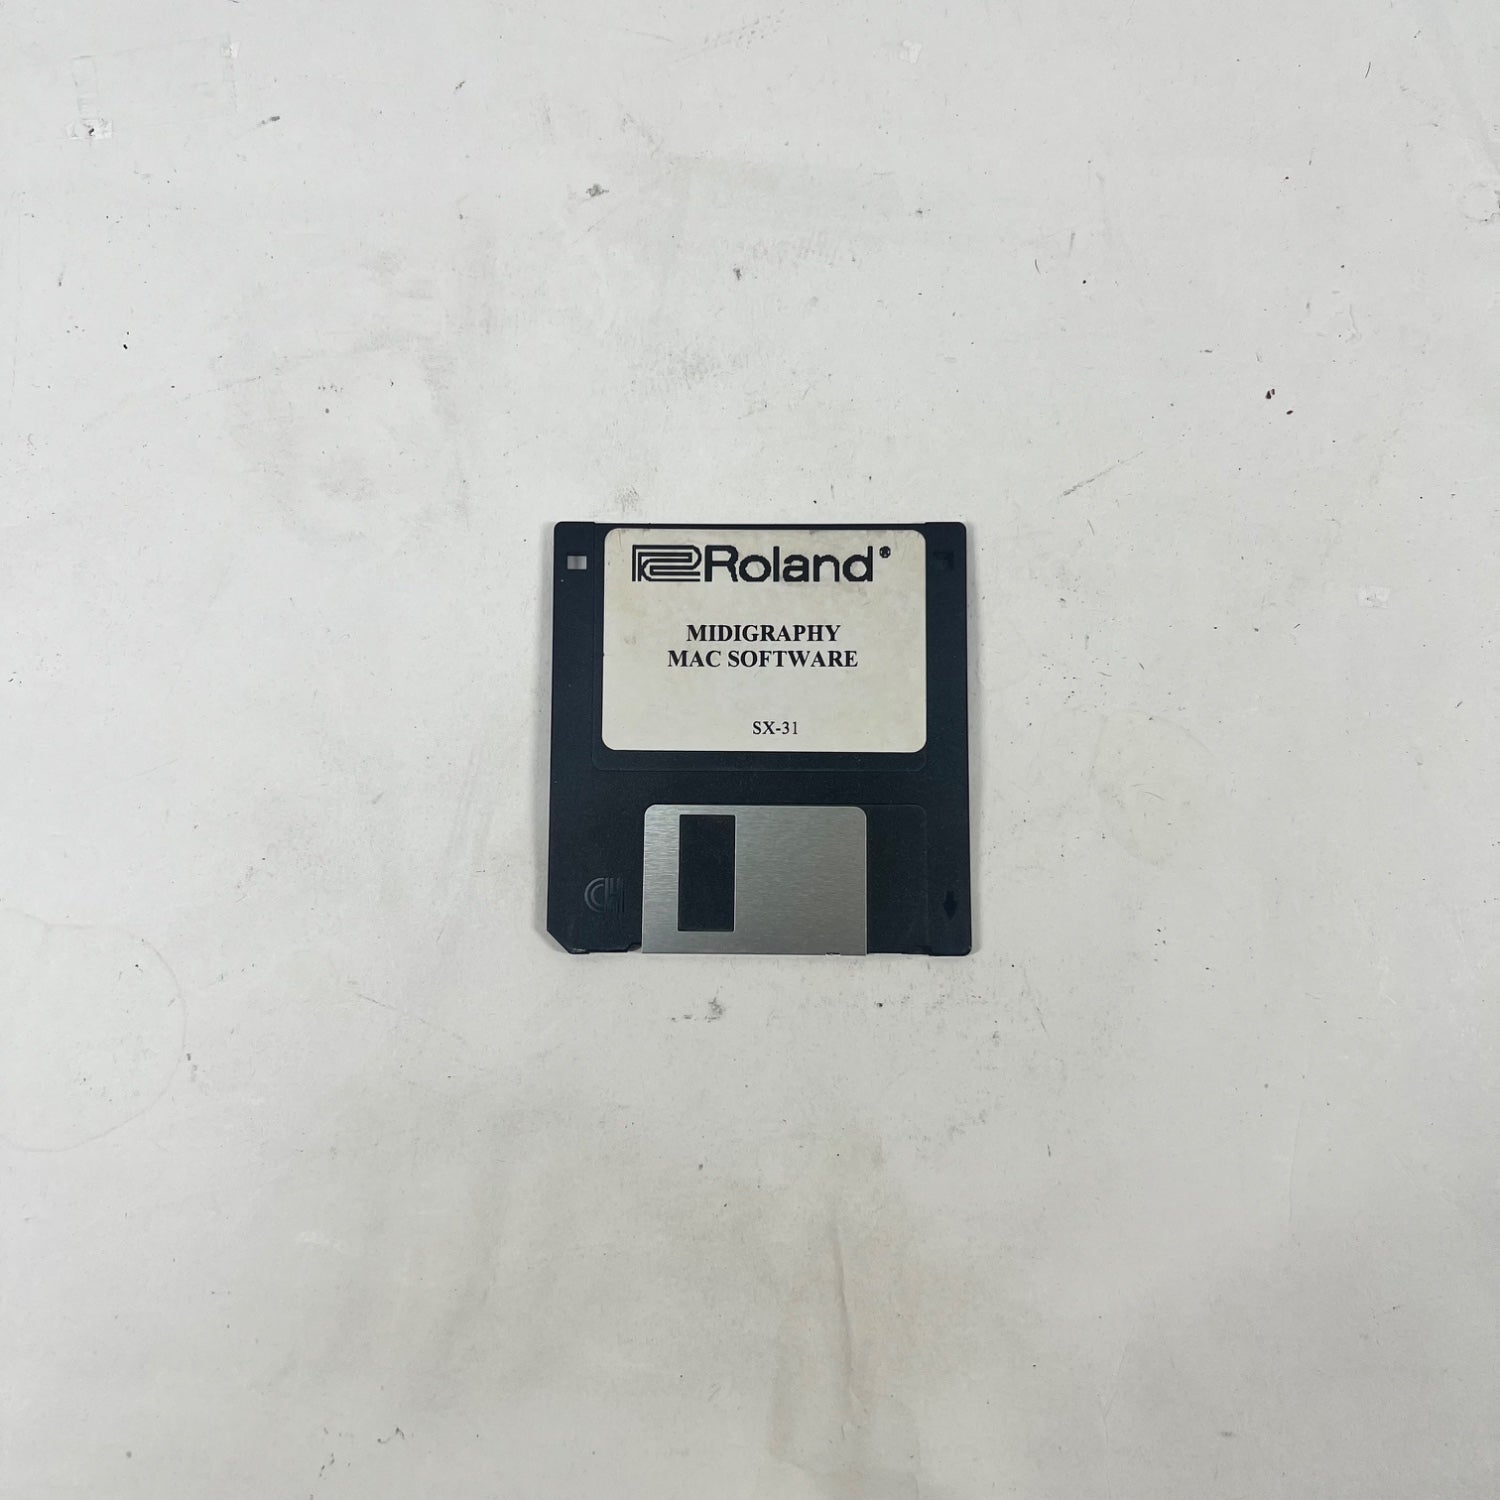 Roland®
MIDIGRAPHY
MAC SOFTWARE
SX-31